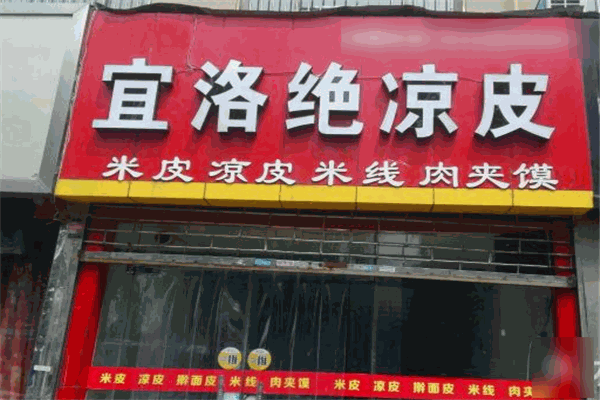 宜洛绝凉皮
米皮 凉皮 米线 肉夹馍
米皮 凉皮 擀面皮 米线 肉夹馍 米皮 凉皮 擀面皮 米线 肉夹